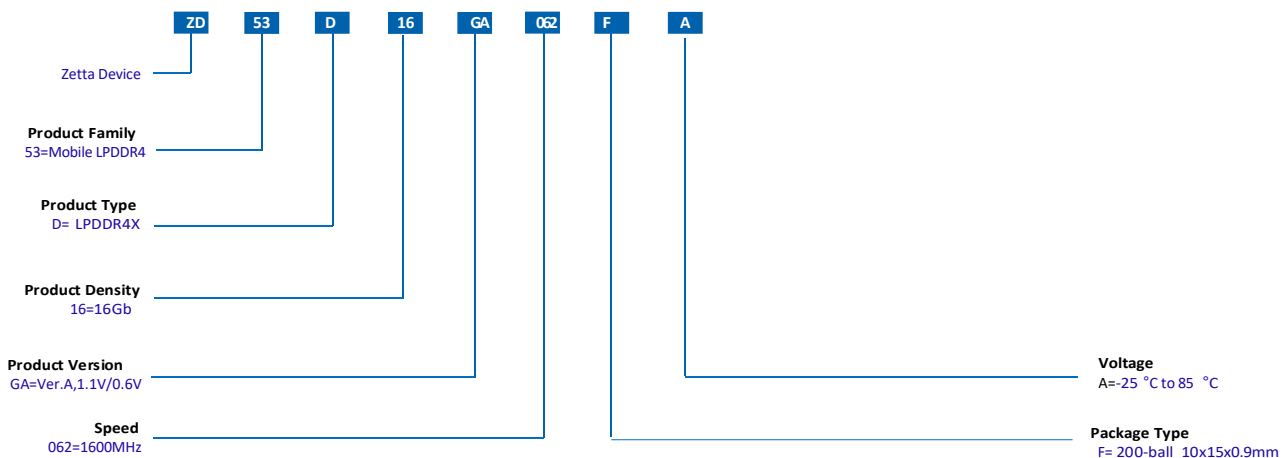 ZD 53 D 16 GA 062 F A
Zetta Device
Product Family
53=Mobile LPDDR4
Product Type
D= LPDDR4X
Product Density
16=16Gb
Product Version
GA=Ver.A,1.1V/0.6V
Speed
062=1600MHz
Voltage
A=-25 °C to 85 °C
Package Type
F= 200-ball 10x15x0.9mm